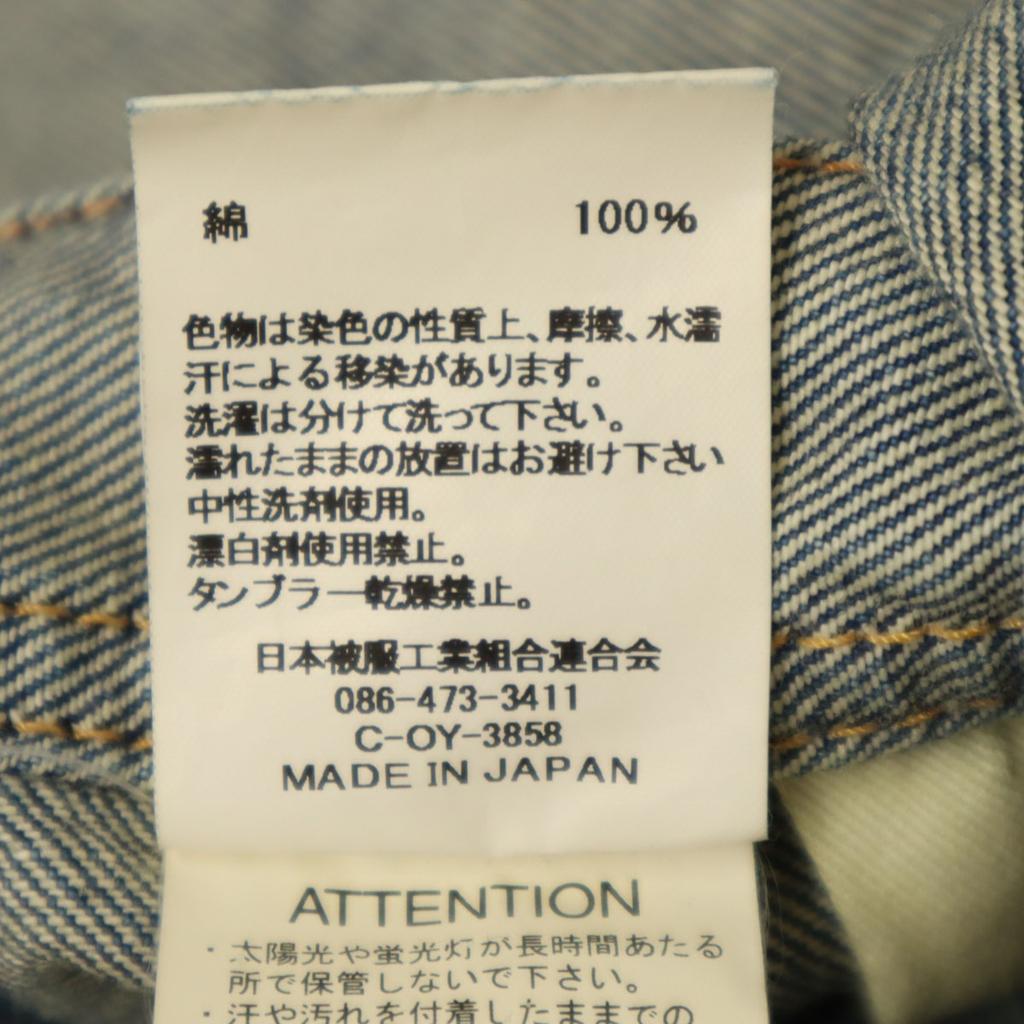 綿 100%
色物は染色の性質上、摩擦、水濡
汗による移染があります。
洗濯は分けて洗って下さい。
濡れたままの放置はお避け下さい
中性洗剤使用。
漂白剤使用禁止。
タンブラー乾燥禁止。
日本被服工業組合連合会
086-473-3411
C-OY-3858
MADE IN JAPAN
ATTENTION
・太陽光や蛍光灯が長時間あたる
所で保管しないで下さい。
・汗や汚れを付着したままでの